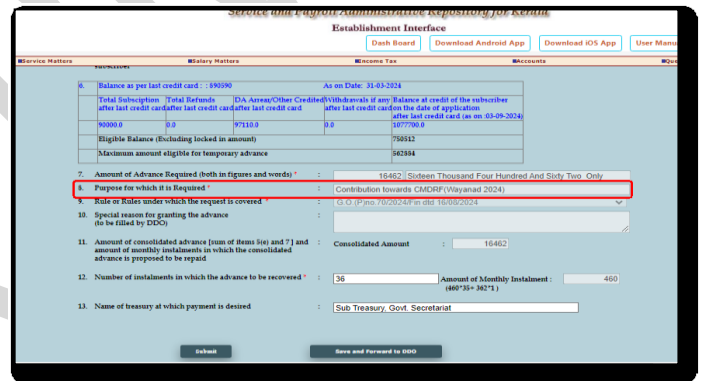 Service and Payroll Administrative Repository for Kerala
Establishment Interface
Dash Board Download Android App Download iOS App User Manu
Service Matters Salary Matters Income Tax Accounts Que
subscriber
6. Balance as per last credit card : : 890590 As on Date: 31-03-2024
Total Subsciption after last credit card Total Refunds after last credit card DA Arrear/Other Credited after last credit card Withdrawals if any after last credit card Balance at credit of the subscriber on the date of application after last credit card (as on :03-09-2024)
90000.0 0.0 97110.0 0.0 1077700.0
Eligible Balance (Excluding locked in amount) 750512
Maximum amount eligible for temporary advance 562884
7. Amount of Advance Required (both in figures and words) * : 16462 Sixteen Thousand Four Hundred And Sixty Two Only
8. Purpose for which it is Required * : Contribution towards CMDRF(Wayanad 2024)
9. Rule or Rules under which the request is covered * : G.O.(P)no.70/2024/Fin dtd 16/08/2024
10. Special reason for granting the advance :
(to be filled by DDO)
11. Amount of consolidated advance [sum of items 5(e) and 7 ] and : Consolidated Amount : 16462
amount of monthly instalments in which the consolidated
advance is proposed to be repaid
12. Number of instalments in which the advance to be recovered * : 36 Amount of Monthly Instalment : 460
(460*35+ 362*1 )
13. Name of treasury at which payment is desired : Sub Treasury, Govt. Secretariat
Submit Save and Forward to DDO